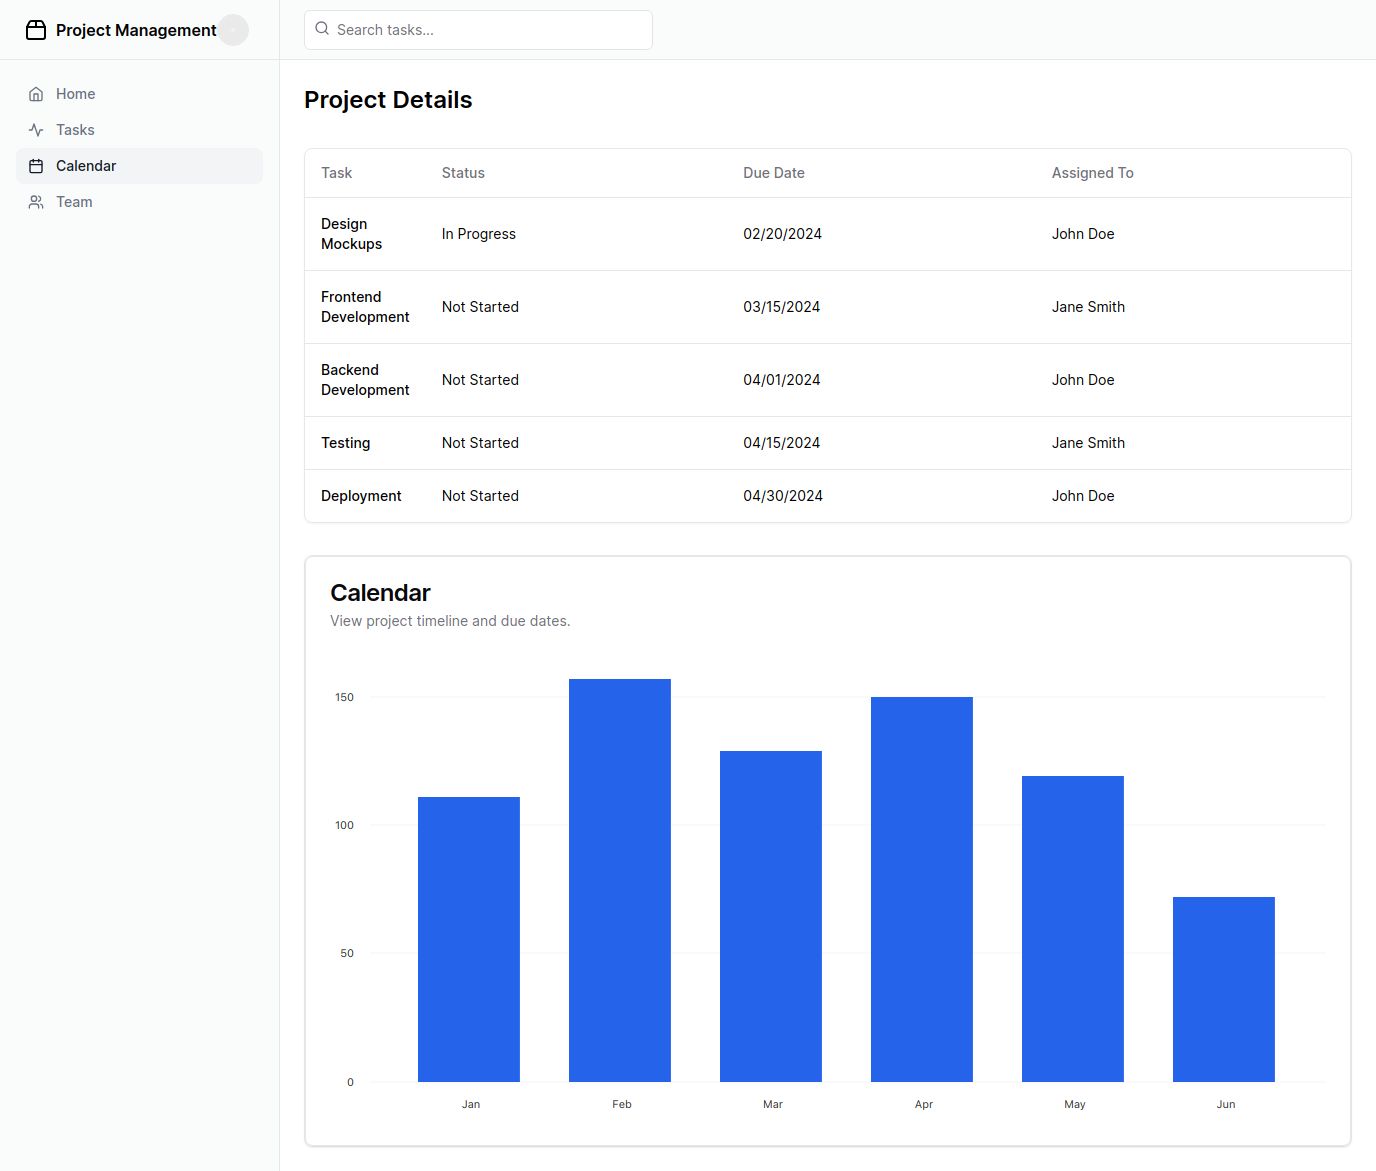 Project Management
Search tasks...
Home
Tasks
Calendar
Team
Project Details
Task Status Due Date Assigned To
Design
Mockups
In Progress 02/20/2024 John Doe
Frontend
Development
Not Started 03/15/2024 Jane Smith
Backend
Development
Not Started 04/01/2024 John Doe
Testing Not Started 04/15/2024 Jane Smith
Deployment Not Started 04/30/2024 John Doe
Calendar
View project timeline and due dates.
150
100
50
0
Jan Feb Mar Apr May Jun